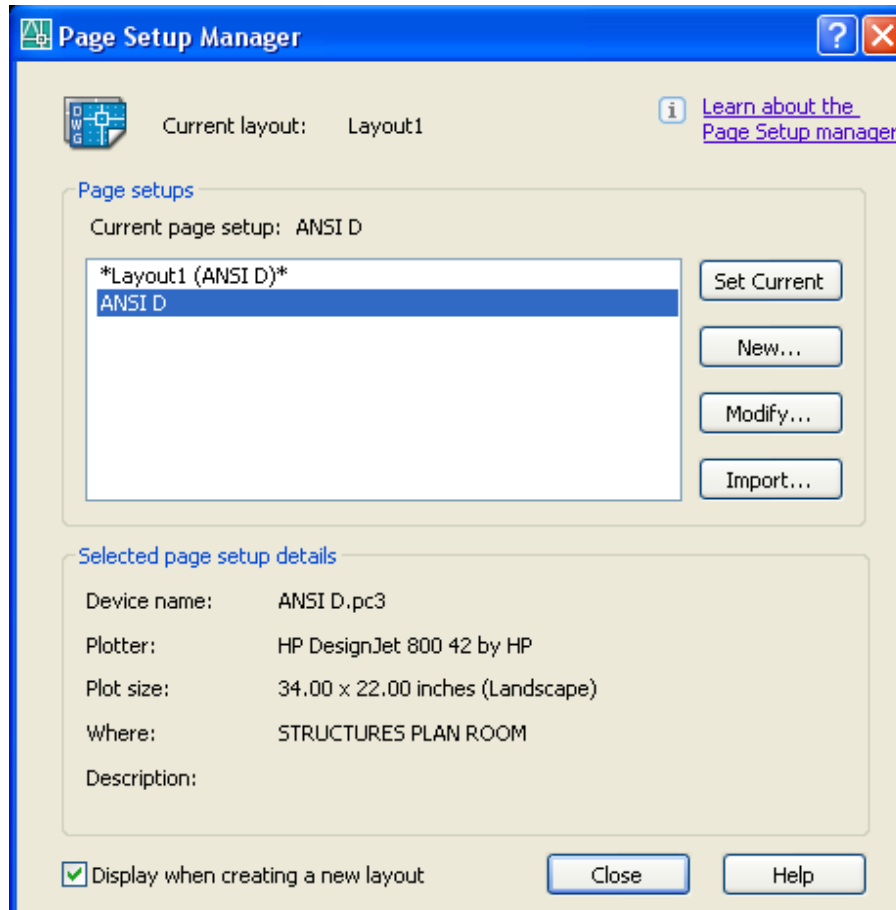 Page Setup Manager
Current layout: Layout1
Learn about the
Page Setup manager
Page setups
Current page setup: ANSI D
*Layout1 (ANSI D)*
ANSI D
Set Current
New...
Modify...
Import...
Selected page setup details
Device name: ANSI D.pc3
Plotter: HP DesignJet 800 42 by HP
Plot size: 34.00 x 22.00 inches (Landscape)
Where: STRUCTURES PLAN ROOM
Description:
Display when creating a new layout
Close
Help